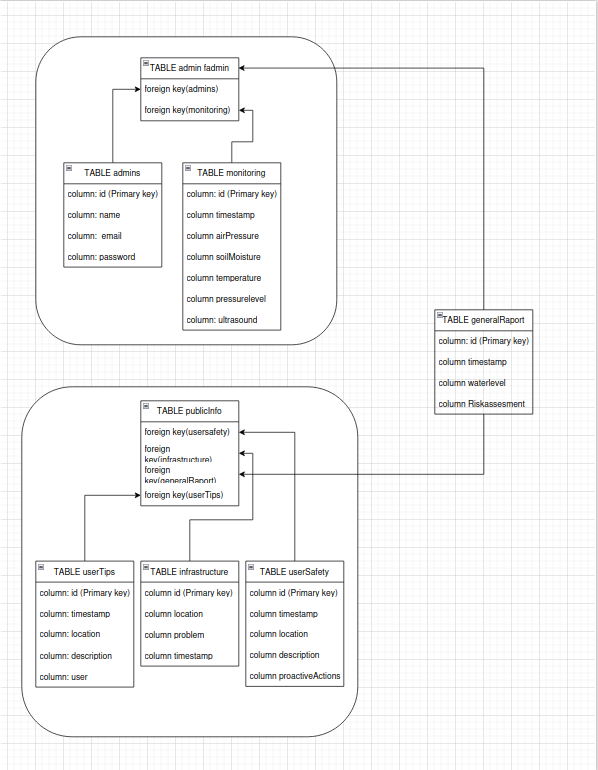 TABLE admin fadmin
foreign key(admins)
foreign key(monitoring)
TABLE admins
column: id (Primary key)
column: name
column: email
column: password
TABLE monitoring
column: id (Primary key)
column timestamp
column airPressure
column soilMoisture
column temperature
column pressurelevel
column: ultrasound
TABLE generalRaport
column: id (Primary key)
column timestamp
column waterlevel
column Riskassesment
TABLE publicInfo
foreign key(usersafety)
foreign
key(infrastructure)
foreign
key(generalRaport)
foreign key(userTips)
TABLE userTips
column: id (Primary key)
column: timestamp
column: location
column: description
column: user
TABLE infrastructure
column id (Primary key)
column location
column problem
column timestamp
TABLE userSafety
column id (Primary key)
column timestamp
column location
column description
column proactiveActions